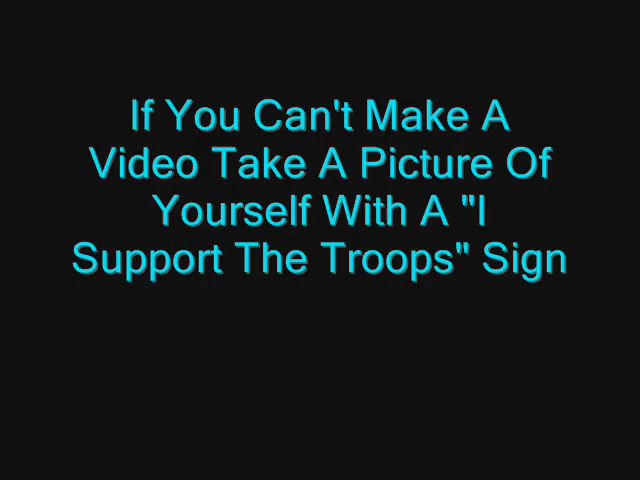 If You Can't Make A
Video Take A Picture Of
Yourself With A "I
Support The Troops" Sign